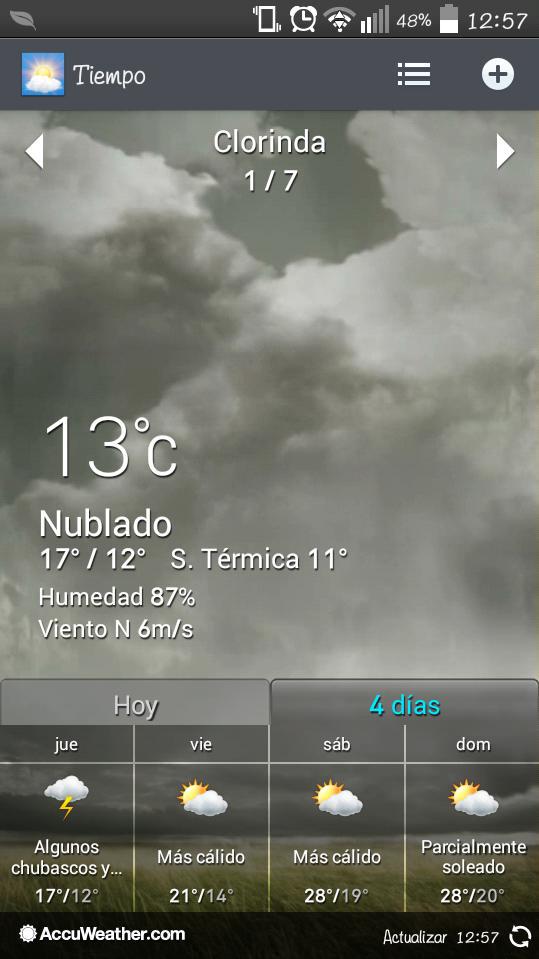 48% 12:57
Tiempo
Clorinda
1 / 7
13°c
Nublado
17° / 12° S. Térmica 11°
Humedad 87%
Viento N 6m/s
Hoy 4 días
jue vie sáb dom
Algunos chubascos y... Más cálido Más cálido Parcialmente soleado
17°/12° 21°/14° 28°/19° 28°/20°
AccuWeather.com Actualizar 12:57